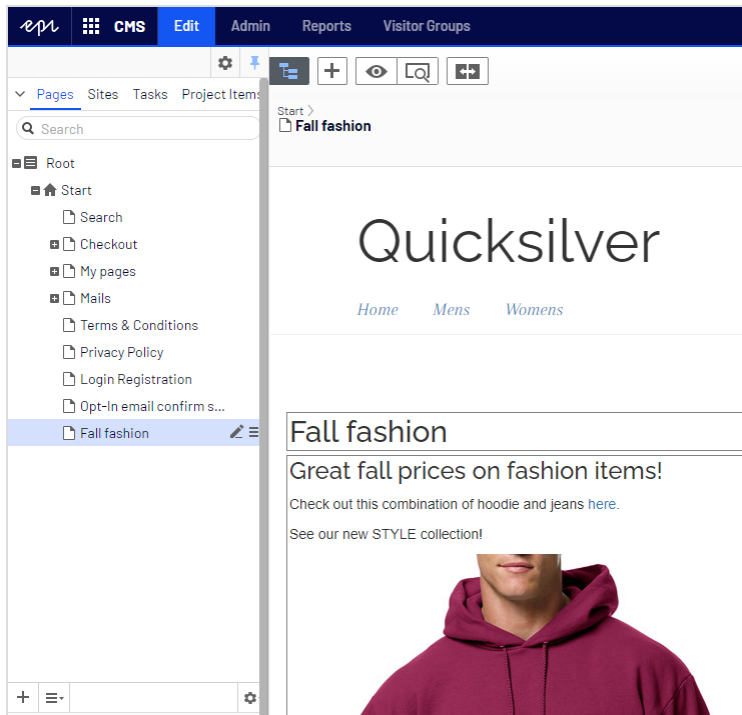 epi CMS Edit Admin Reports Visitor Groups
Pages Sites Tasks Project Items
Search
Root
Start
Search
Checkout
My pages
Mails
Terms & Conditions
Privacy Policy
Login Registration
Opt-In email confirm s...
Fall fashion
Start
Fall fashion
Quicksilver
Home Mens Womens
Fall fashion
Great fall prices on fashion items!
Check out this combination of hoodie and jeans here.
See our new STYLE collection!